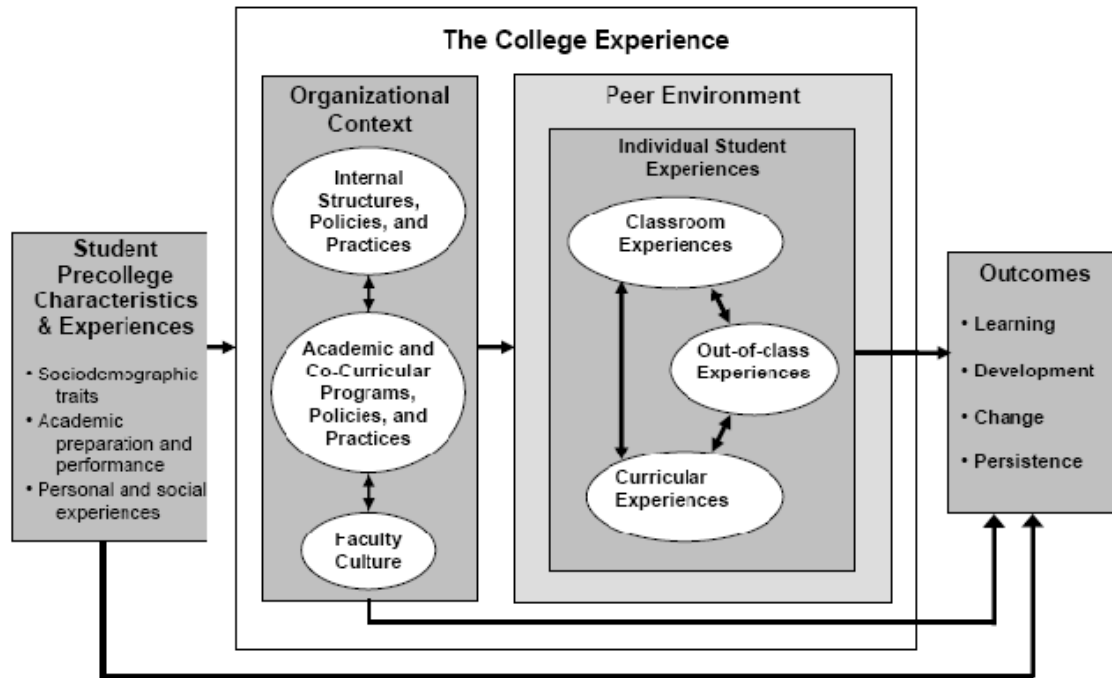 The College Experience
Student
Precollege
Characteristics
& Experiences
• Sociodemographic
traits
• Academic
preparation and
performance
• Personal and social
experiences
Organizational
Context
Internal
Structures,
Policies, and
Practices
Academic and
Co-Curricular
Programs,
Policies, and
Practices
Faculty
Culture
Peer Environment
Individual Student
Experiences
Classroom
Experiences
Out-of-class
Experiences
Curricular
Experiences
Outcomes
• Learning
• Development
• Change
• Persistence